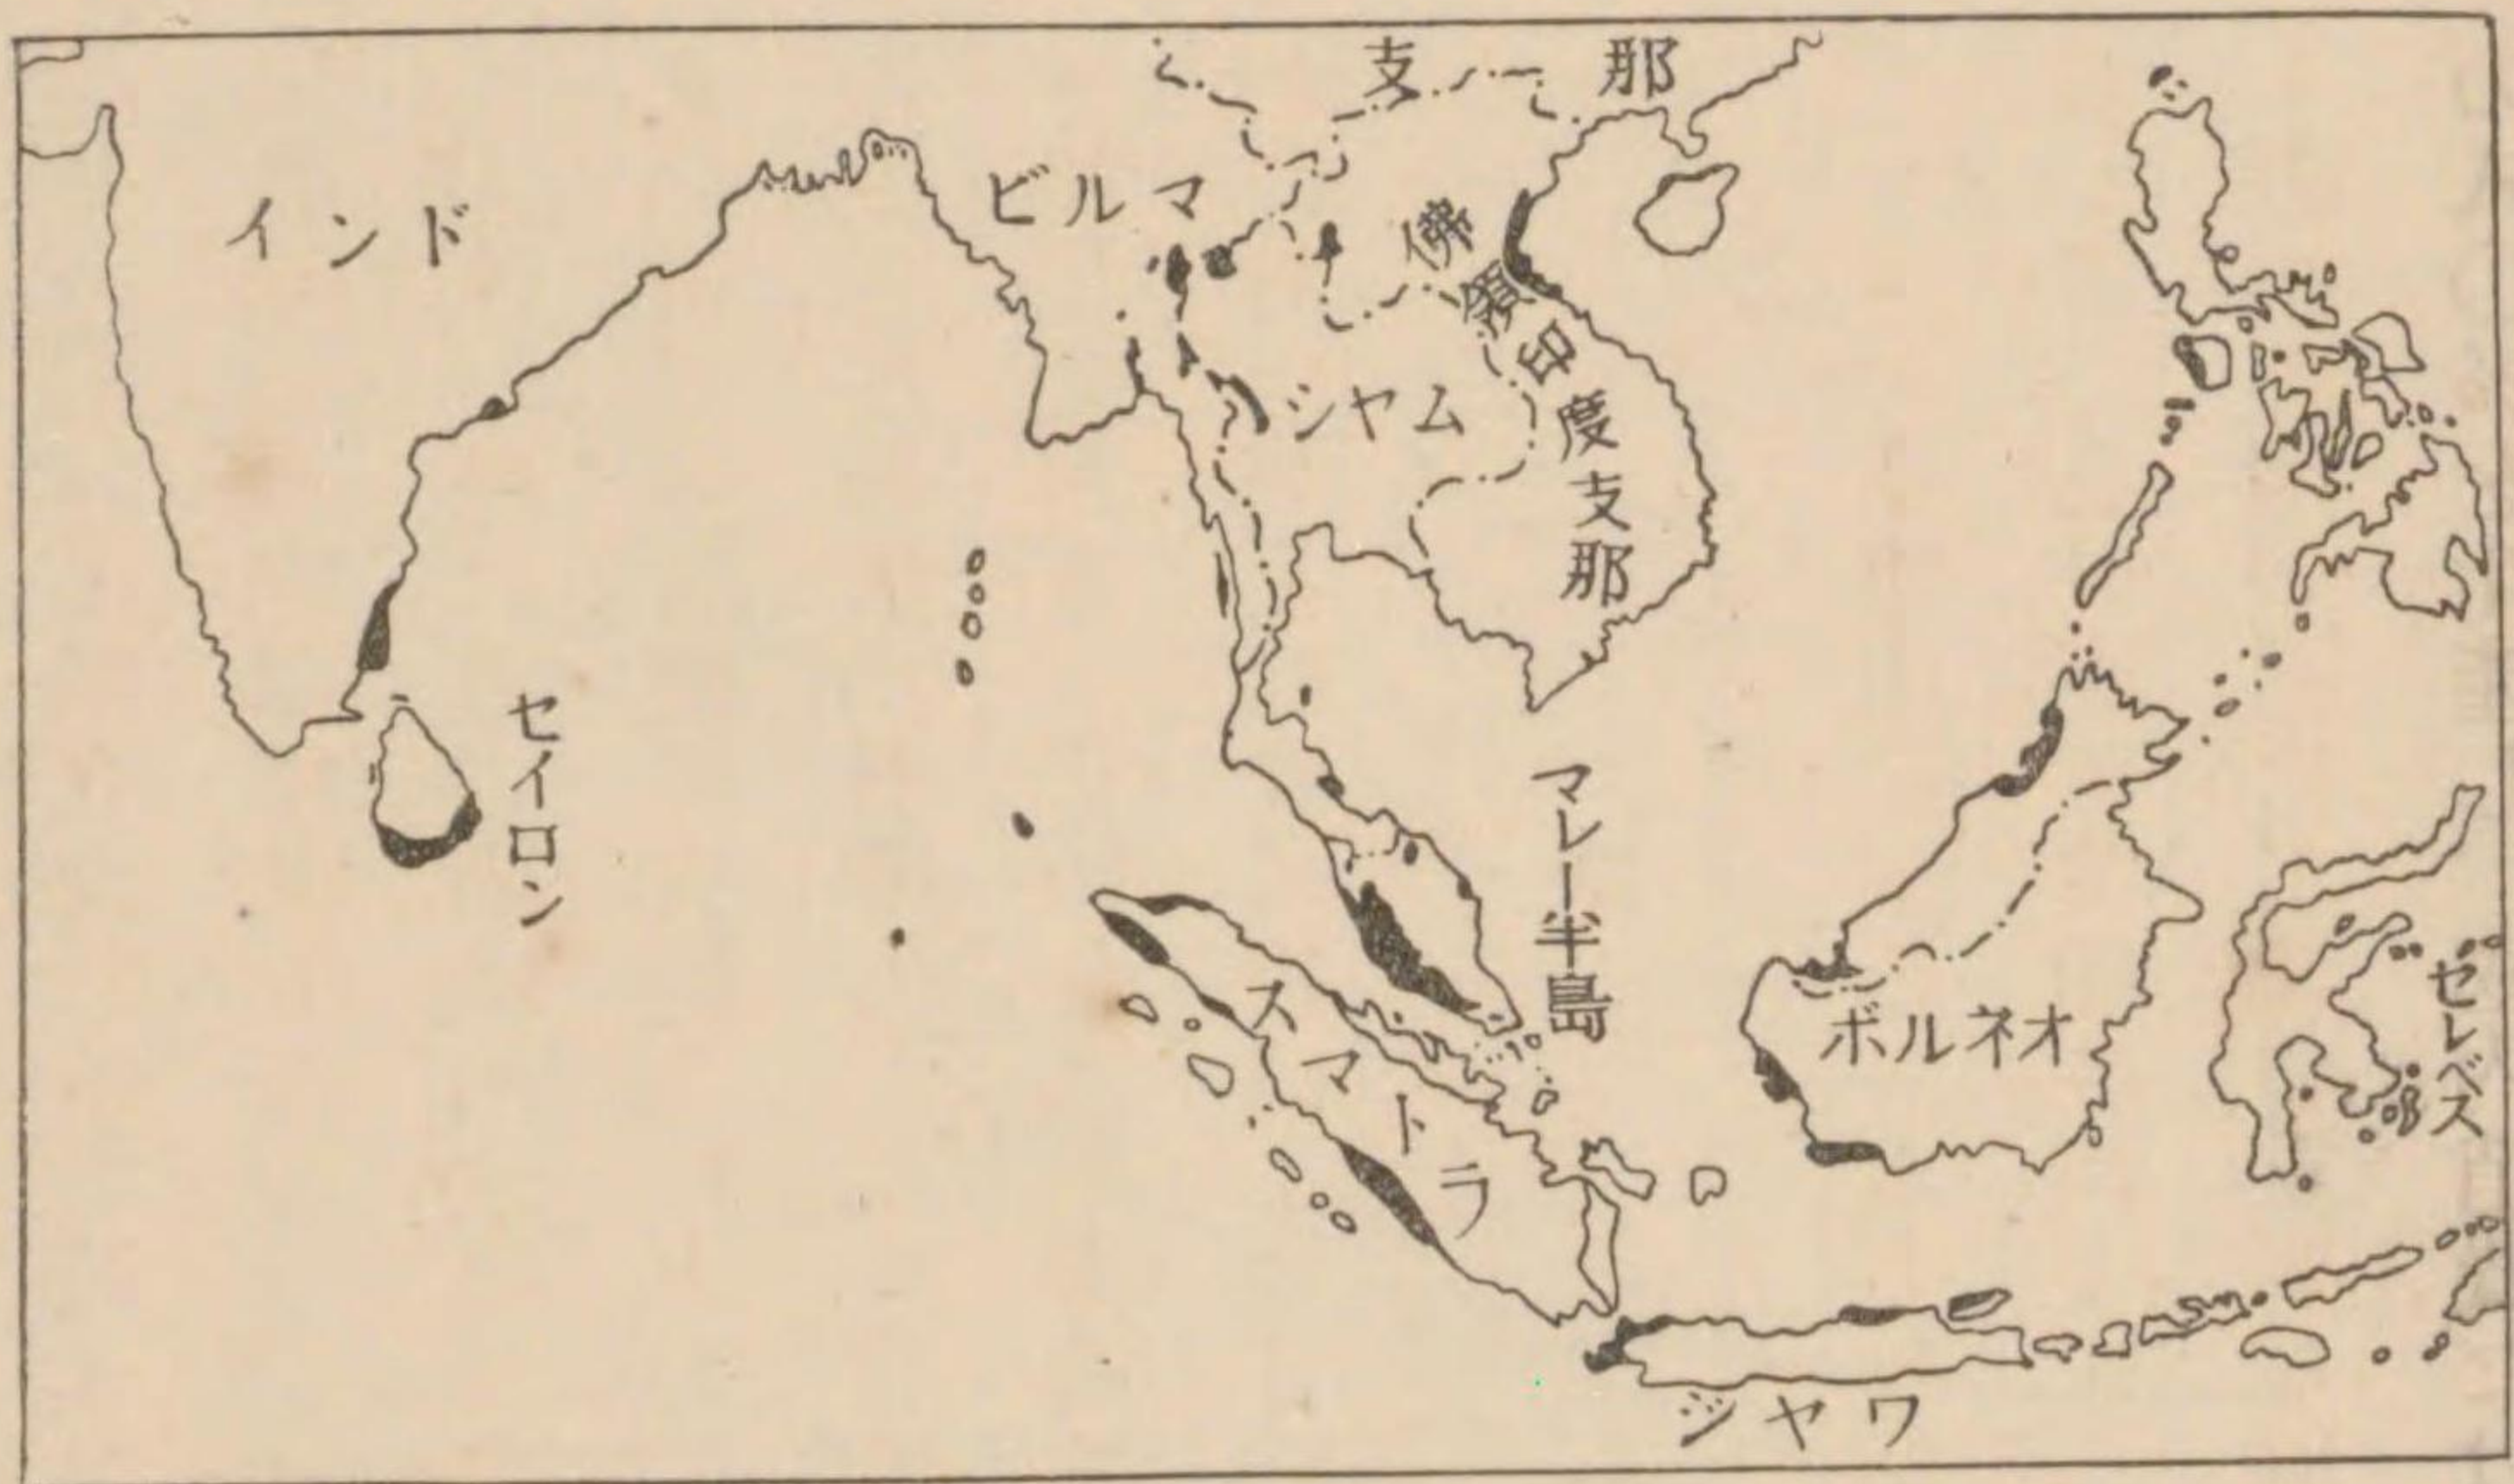 支那
インド
ビルマ
佛領印度支那
シヤム
セイロン
マレー半島
スマトラ
ボルネオ
セレベス
ジヤワ